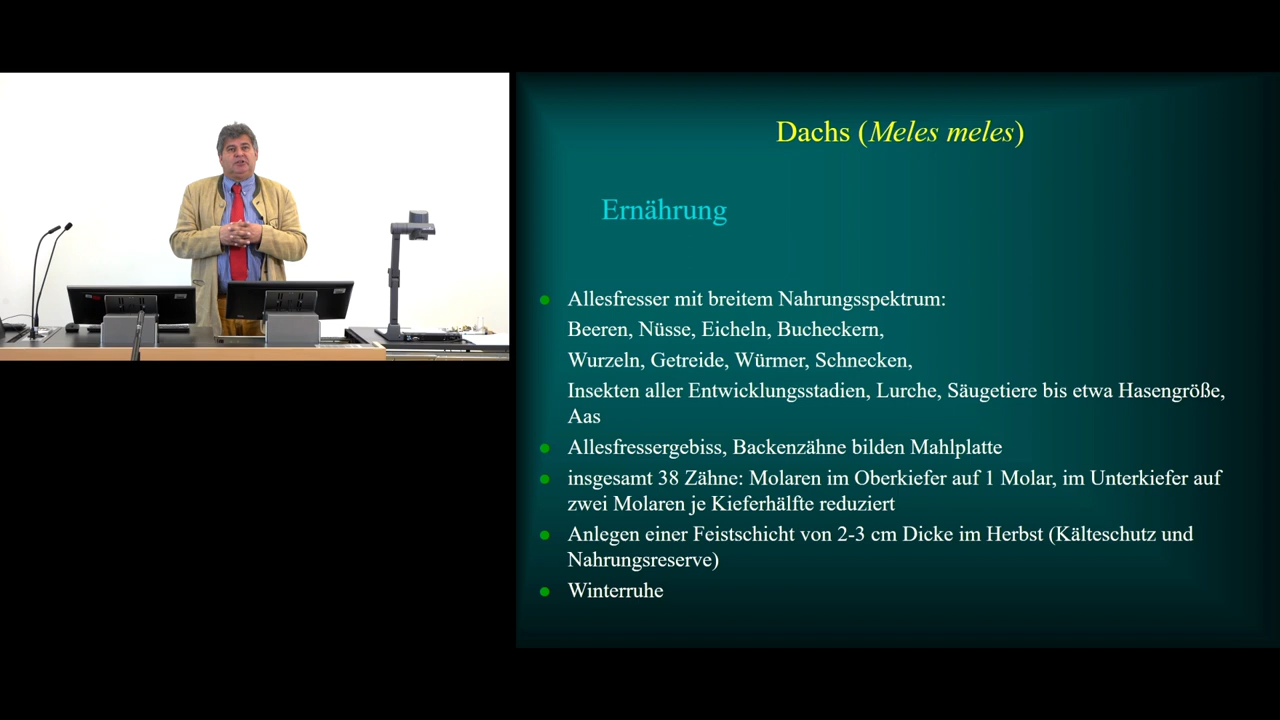 Dachs (Meles meles)
Ernährung
Allesfresser mit breitem Nahrungsspektrum:
Beeren, Nüsse, Eicheln, Bucheckern,
Wurzeln, Getreide, Würmer, Schnecken,
Insekten aller Entwicklungsstadien, Lurche, Säugetiere bis etwa Hasengröße,
Aas
Allesfressergebiss, Backenzähne bilden Mahlplatte
insgesamt 38 Zähne: Molaren im Oberkiefer auf 1 Molar, im Unterkiefer auf
zwei Molaren je Kieferhälfte reduziert
Anlegen einer Feistschicht von 2-3 cm Dicke im Herbst (Kälteschutz und
Nahrungsreserve)
Winterruhe